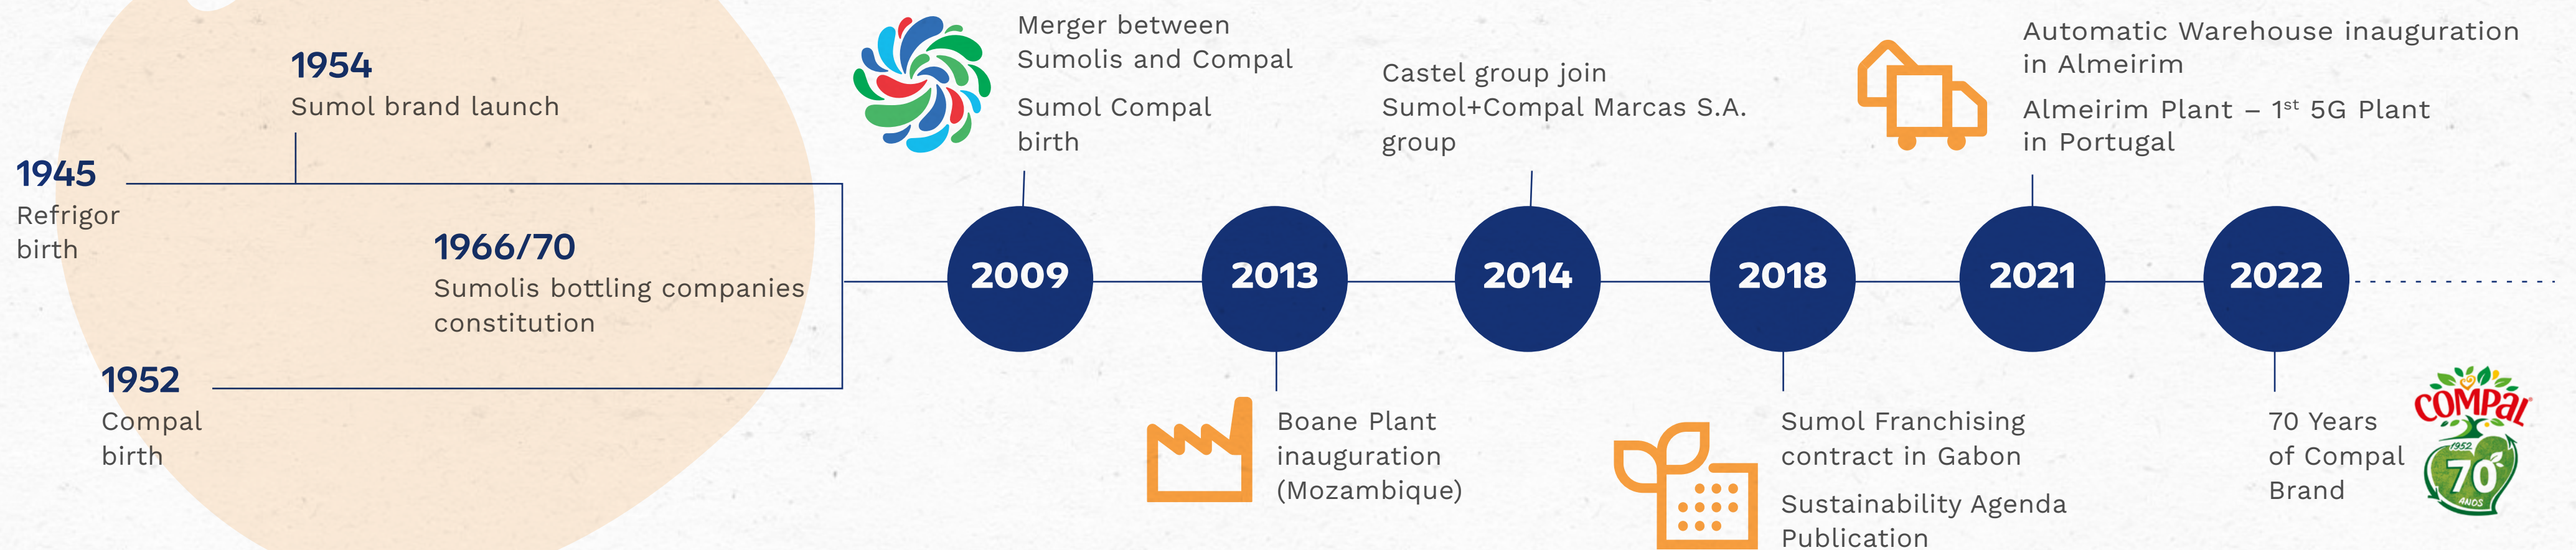 1945
Refrigor
birth
1954
Sumol brand launch
1966/70
Sumolis bottling companies
constitution
1952
Compal
birth
Merger between
Sumolis and Compal
Sumol Compal
birth
2009
2013
Boane Plant
inauguration
(Mozambique)
Castel group join
Sumol+Compal Marcas S.A.
group
2014
2018
Sumol Franchising
contract in Gabon
Sustainability Agenda
Publication
Automatic Warehouse inauguration
in Almeirim
Almeirim Plant – 1st 5G Plant
in Portugal
2021
2022
70 Years
of Compal
Brand
COMPAL
1952
70
ANOS